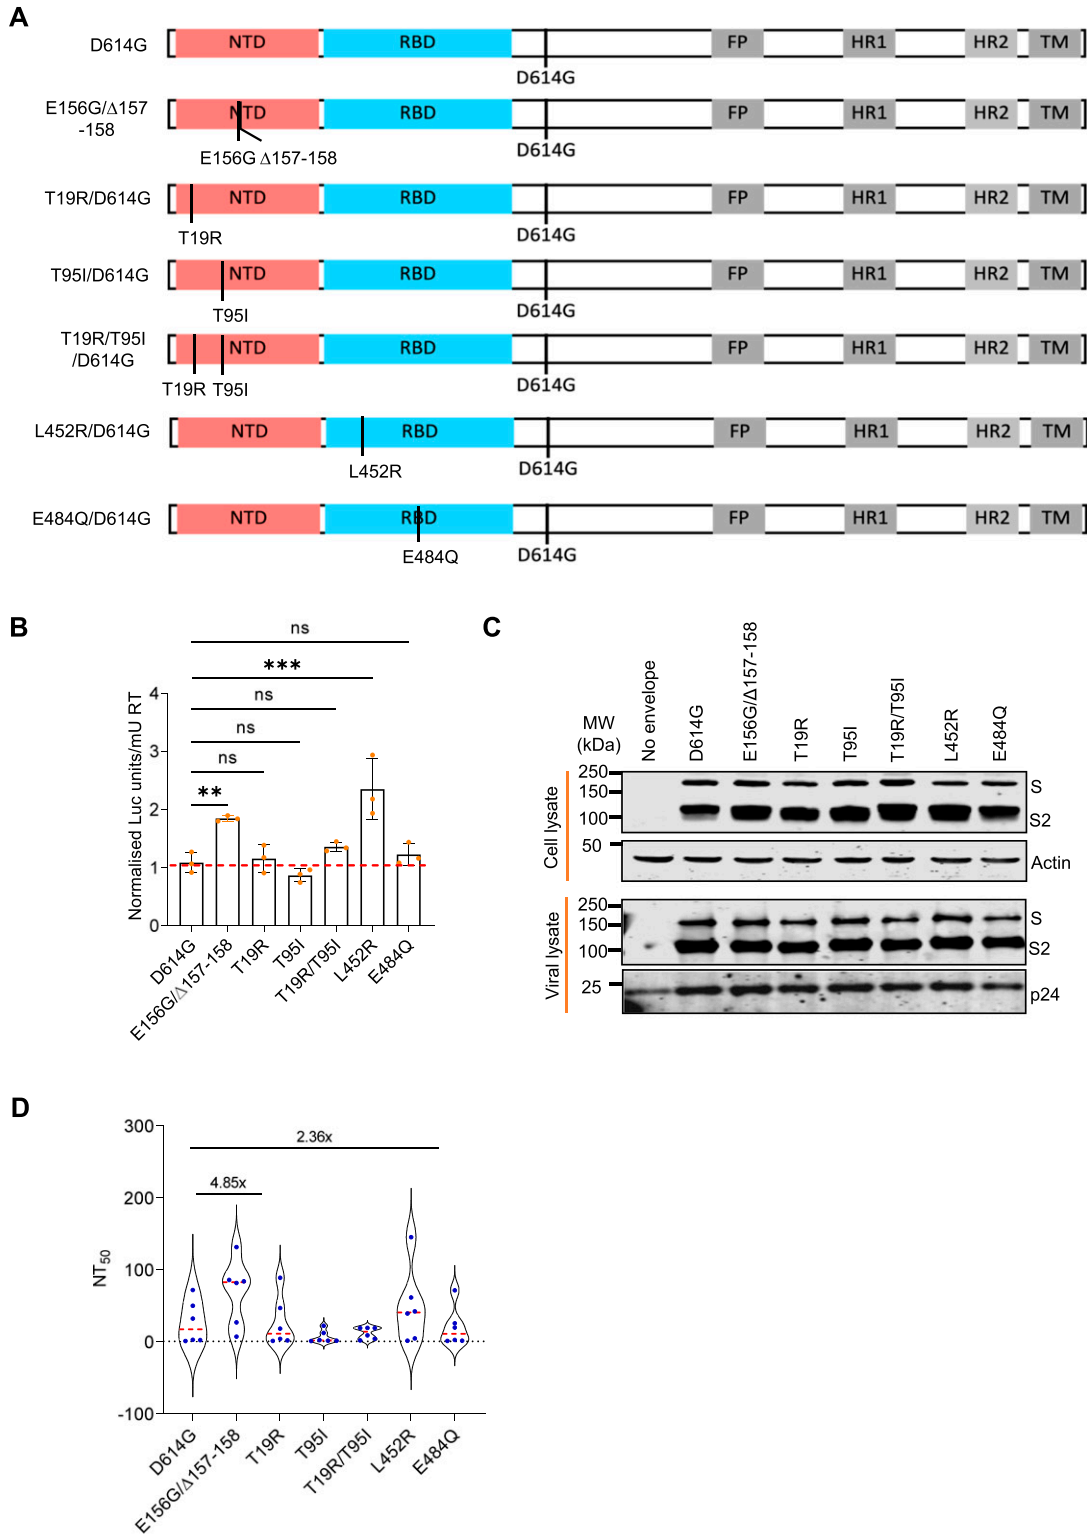 A
D614G
NTD RBD FP HR1 HR2 TM
D614G
E156G/Δ157
-158
NTD RBD FP HR1 HR2 TM
E156G Δ157-158
D614G
T19R/D614G
NTD RBD FP HR1 HR2 TM
T19R
D614G
T95I/D614G
NTD RBD FP HR1 HR2 TM
T95I
D614G
T19R/T95I
/D614G
NTD RBD FP HR1 HR2 TM
T19R T95I
D614G
L452R/D614G
NTD RBD FP HR1 HR2 TM
L452R
D614G
E484Q/D614G
NTD RBD FP HR1 HR2 TM
E484Q
D614G
B
ns
***
ns
ns
ns
**
Normalised Luc units/mU RT
4
3
2
1
0
D614G
E156G/Δ157-158
T19R
T95I
T19R/T95I
L452R
E484Q
C
MW
(kDa)
No envelope
D614G
E156G/Δ157-158
T19R
T95I
T19R/T95I
L452R
E484Q
Cell lysate
250
150
100
S
S2
50
Actin
Viral lysate
250
150
100
S
S2
25
p24
D
NT50
300
200
100
0
-100
2.36x
4.85x
D614G
E156G/Δ157-158
T19R
T95I
T19R/T95I
L452R
E484Q